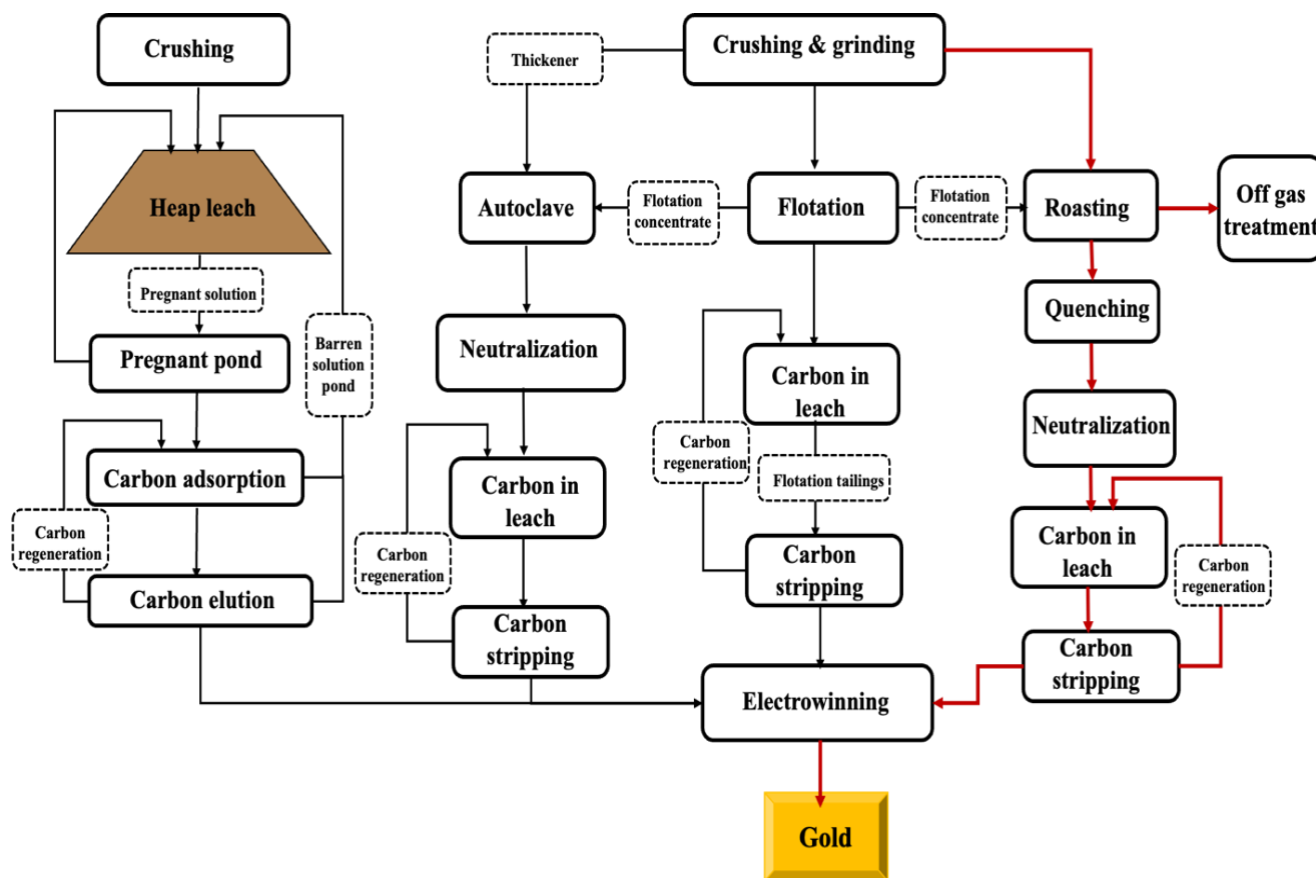 Crushing
Heap leach
Pregnant solution
Pregnant pond
Barren
solution
pond
Carbon adsorption
Carbon
regeneration
Carbon elution
Crushing & grinding
Thickener
Autoclave
Flotation
concentrate
Flotation
Flotation
concentrate
Roasting
Off gas
treatment
Neutralization
Carbon in
leach
Carbon
regeneration
Carbon
stripping
Carbon in
leach
Carbon
regeneration
Flotation tailings
Carbon
stripping
Quenching
Neutralization
Carbon in
leach
Carbon
regeneration
Carbon
stripping
Electrowinning
Gold